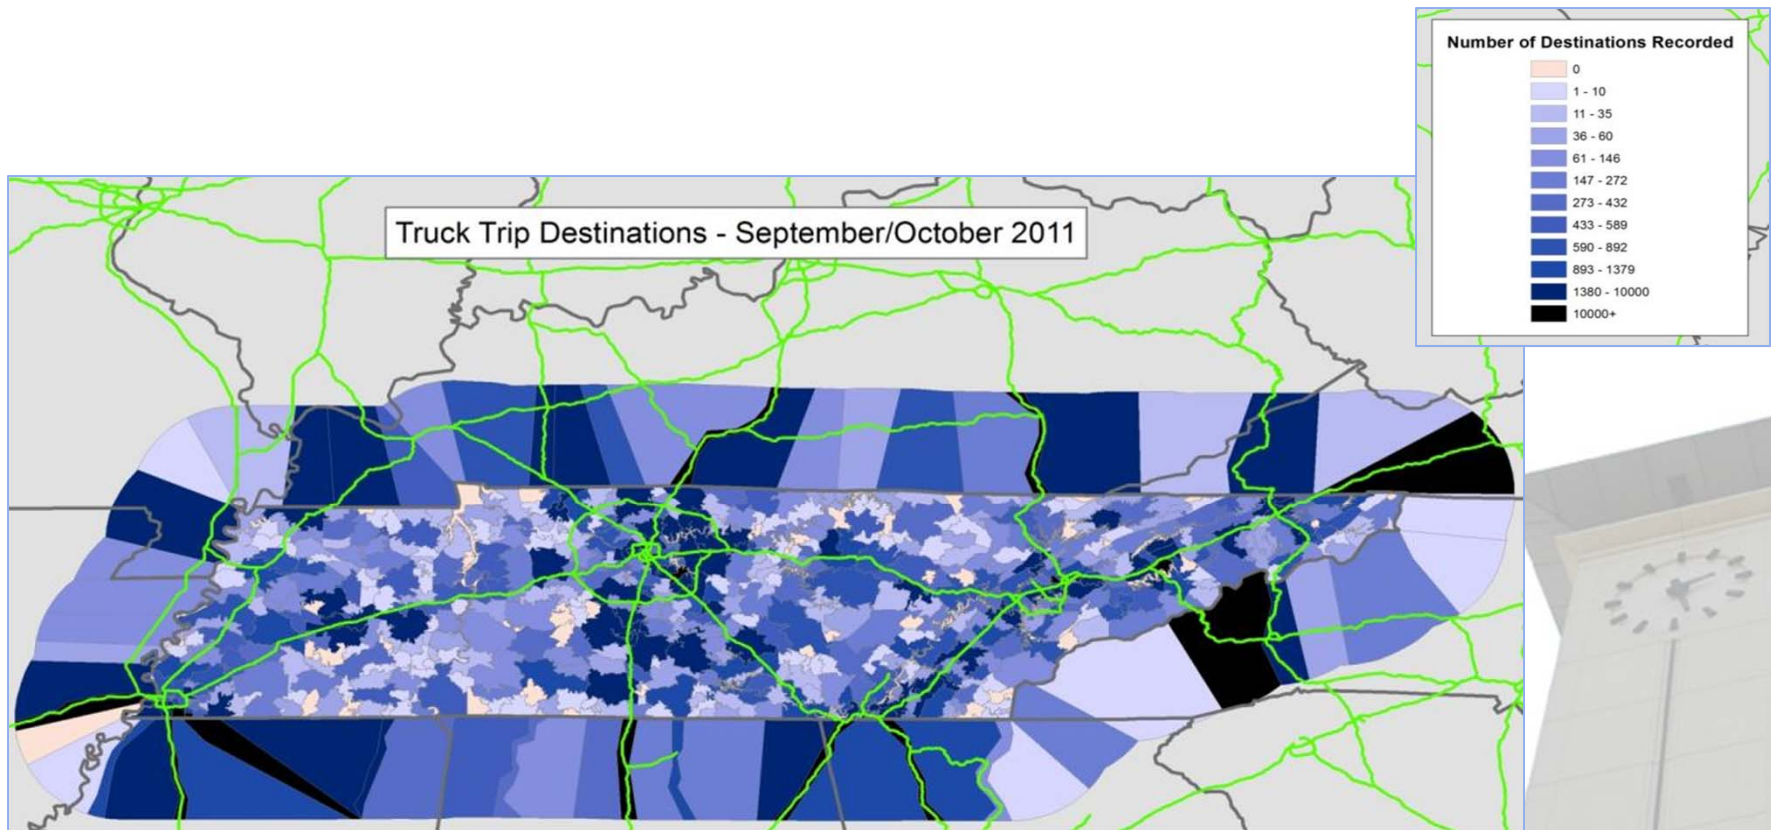 Number of Destinations Recorded
0
1 - 10
11 - 35
36 - 60
61 - 146
147 - 272
273 - 432
433 - 589
590 - 892
893 - 1379
1380 - 10000
10000+
Truck Trip Destinations - September/October 2011